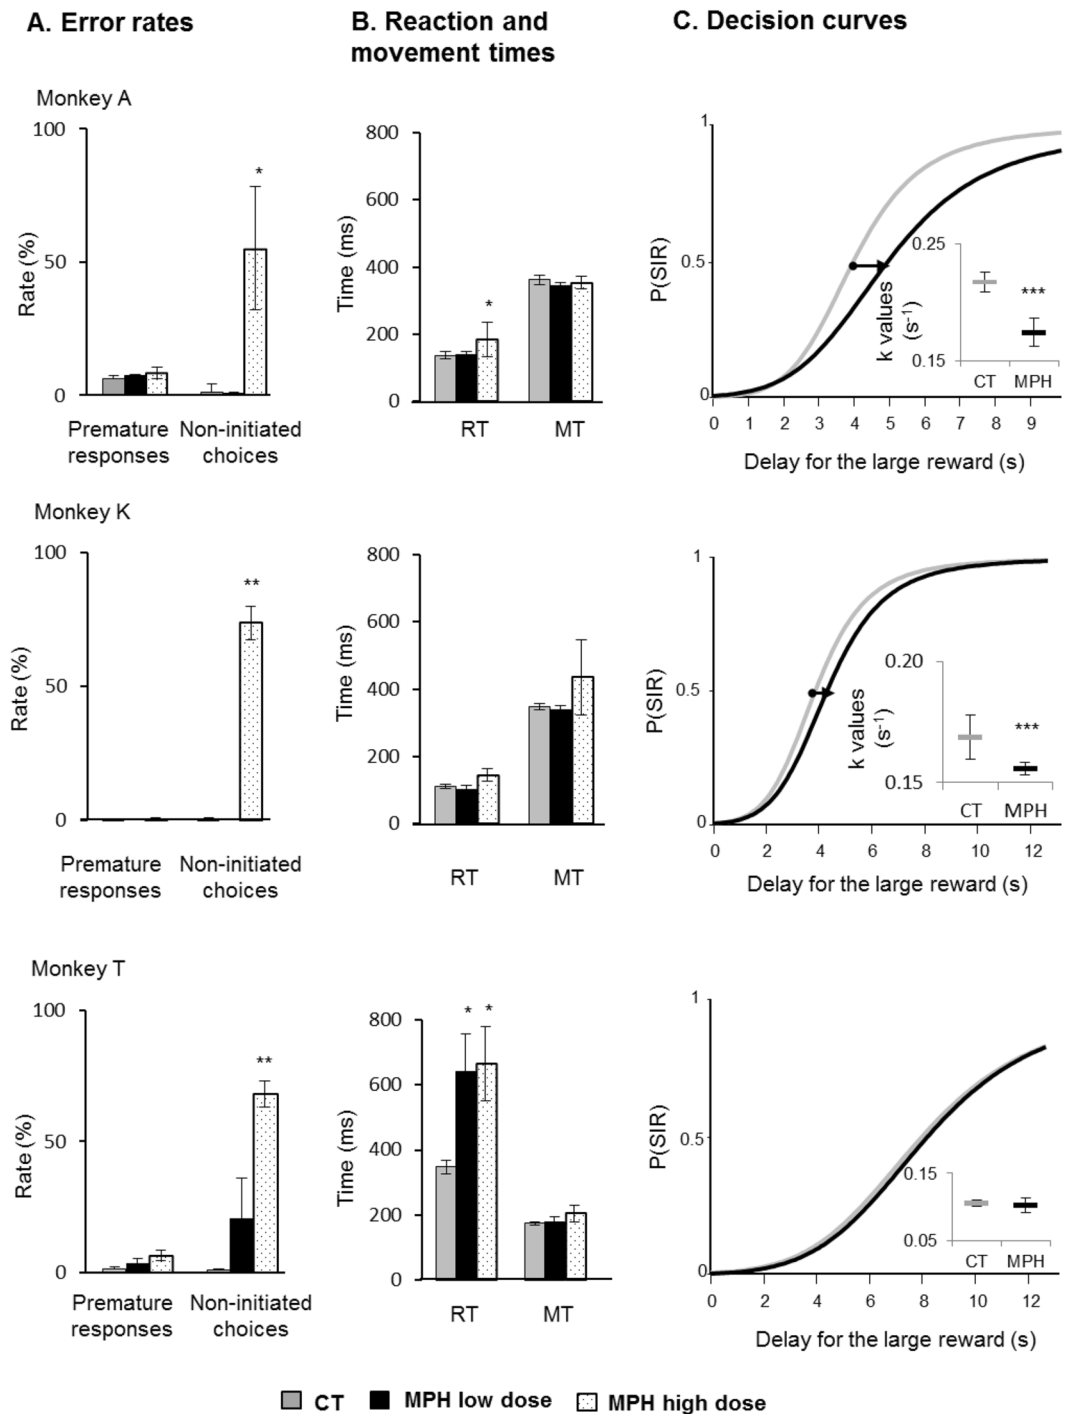 A. Error rates
B. Reaction and
movement times
C. Decision curves
Monkey A
100
50
0
Rate (%)
*
Premature
responses
Non-initiated
choices
800
600
400
200
0
Time (ms)
*
RT
MT
1
0.5
0
P(SIR)
0 1 2 3 4 5 6 7 8 9
Delay for the large reward (s)
0.25
0.15
k values
(s-1)
***
CT MPH
Monkey K
100
50
0
Rate (%)
**
Premature
responses
Non-initiated
choices
800
600
400
200
0
Time (ms)
RT
MT
1
0.5
0
P(SIR)
0 2 4 6 8 10 12
Delay for the large reward (s)
0.20
0.15
k values
(s-1)
***
CT MPH
Monkey T
100
50
0
Rate (%)
**
Premature
responses
Non-initiated
choices
800
600
400
200
0
Time (ms)
* *
RT
MT
1
0.5
0
P(SIR)
0 2 4 6 8 10 12
Delay for the large reward (s)
0.15
0.05
CT MPH
CT MPH low dose MPH high dose